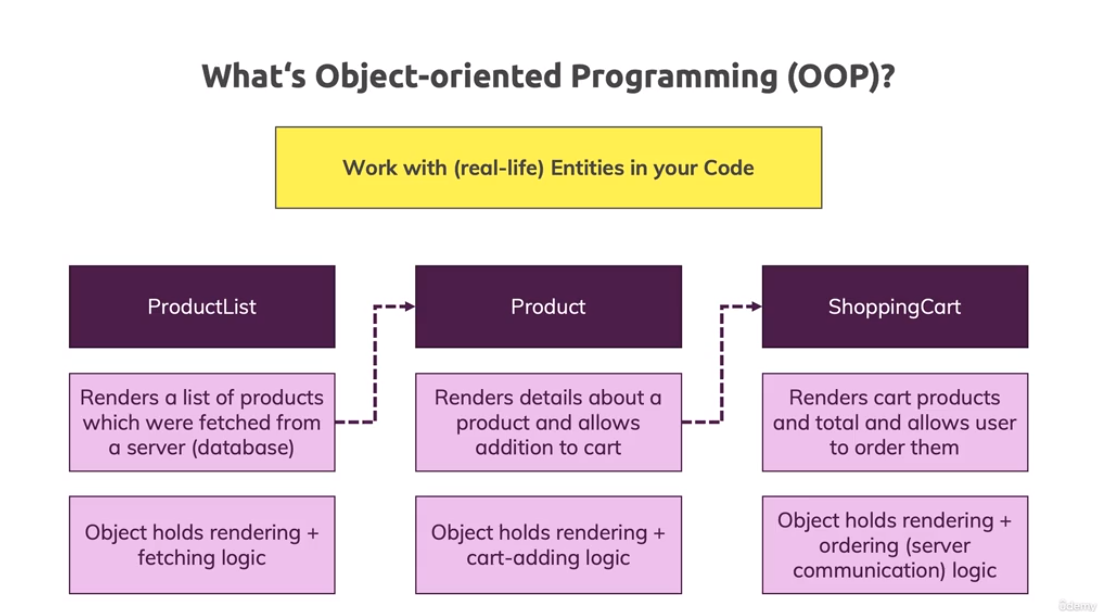 What‘s Object-oriented Programming (OOP)?
Work with (real-life) Entities in your Code
ProductList
Product
ShoppingCart
Renders a list of products
which were fetched from
a server (database)
Renders details about a
product and allows
addition to cart
Renders cart products
and total and allows user
to order them
Object holds rendering +
fetching logic
Object holds rendering +
cart-adding logic
Object holds rendering +
ordering (server
communication) logic
ûdemy